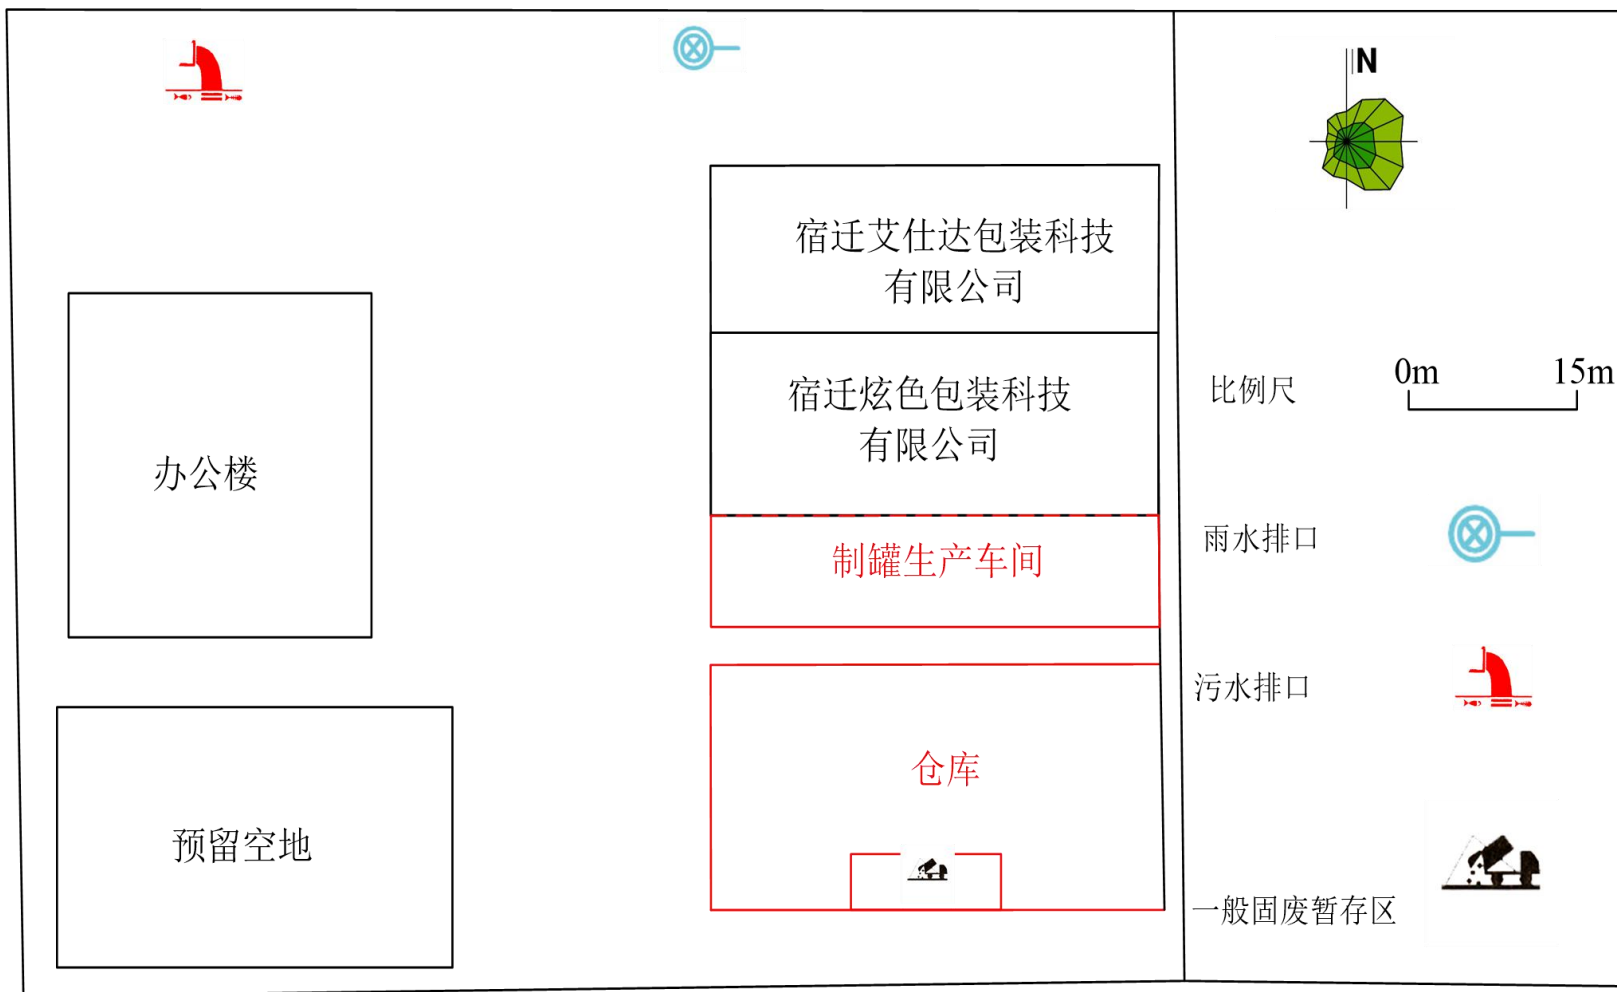 N
宿迁艾仕达包装科技
有限公司
宿迁炫色包装科技
有限公司
办公楼
制罐生产车间
仓库
预留空地
比例尺
0m 15m
雨水排口
污水排口
一般固废暂存区